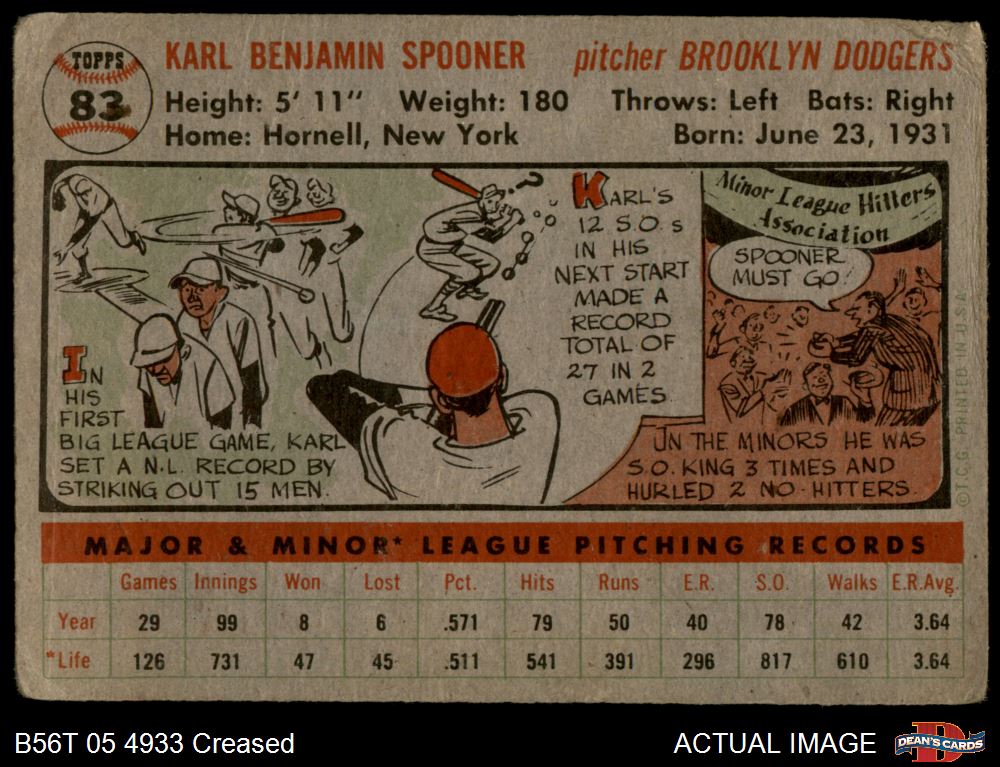 TOPPS
83
KARL BENJAMIN SPOONER pitcher BROOKLYN DODGERS
Height: 5' 11" Weight: 180 Throws: Left Bats: Right
Home: Hornell, New York Born: June 23, 1931
IN
HIS
FIRST
BIG LEAGUE GAME, KARL
SET A N.L. RECORD BY
STRIKING OUT 15 MEN.
?
KARL'S
12 S.O.s
IN HIS
NEXT START
MADE A
RECORD
TOTAL OF
27 IN 2
GAMES.
Minor League Hitters
Association
SPOONER
MUST GO!
IN THE MINORS HE WAS
S.O. KING 3 TIMES AND
HURLED 2 NO-HITTERS.
©T.C.G. PRINTED IN U.S.A.
MAJOR & MINOR* LEAGUE PITCHING RECORDS
Games Innings Won Lost Pct. Hits Runs E.R. S.O. Walks E.R.Avg.
Year 29 99 8 6 .571 79 50 40 78 42 3.64
*Life 126 731 47 45 .511 541 391 296 817 610 3.64
B56T 05 4933 Creased
ACTUAL IMAGE
D
DEAN'S CARDS